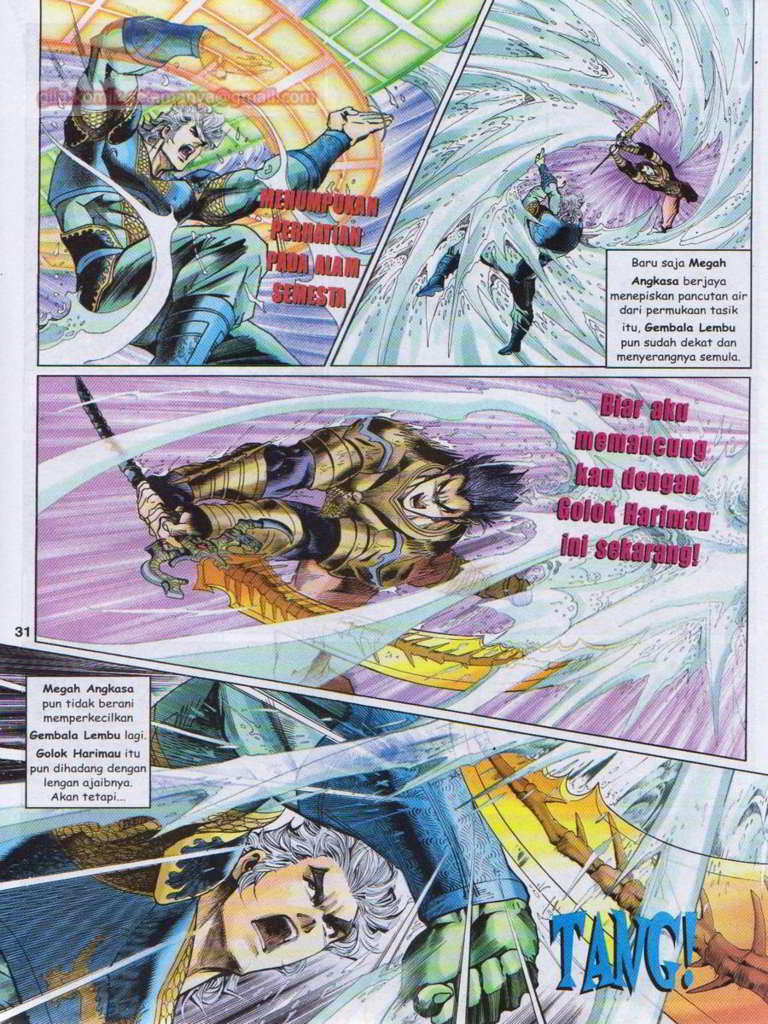 MENUMPUKAN
PERHATIAN
PADA ALAM
SEMESTA
Baru saja Megah
Angkasa berjaya
menepiskan pancutan air
dari permukaan tasik
itu, Gembala Lembu
pun sudah dekat dan
menyerangnya semula.
Biar aku
memancung
kau dengan
Golok Harimau
ini sekarang!
31
Megah Angkasa
pun tidak berani
memperkecilkan
Gembala Lembu lagi.
Golok Harimau itu
pun dihadang dengan
lengan ajaibnya.
Akan tetapi...
TANG!